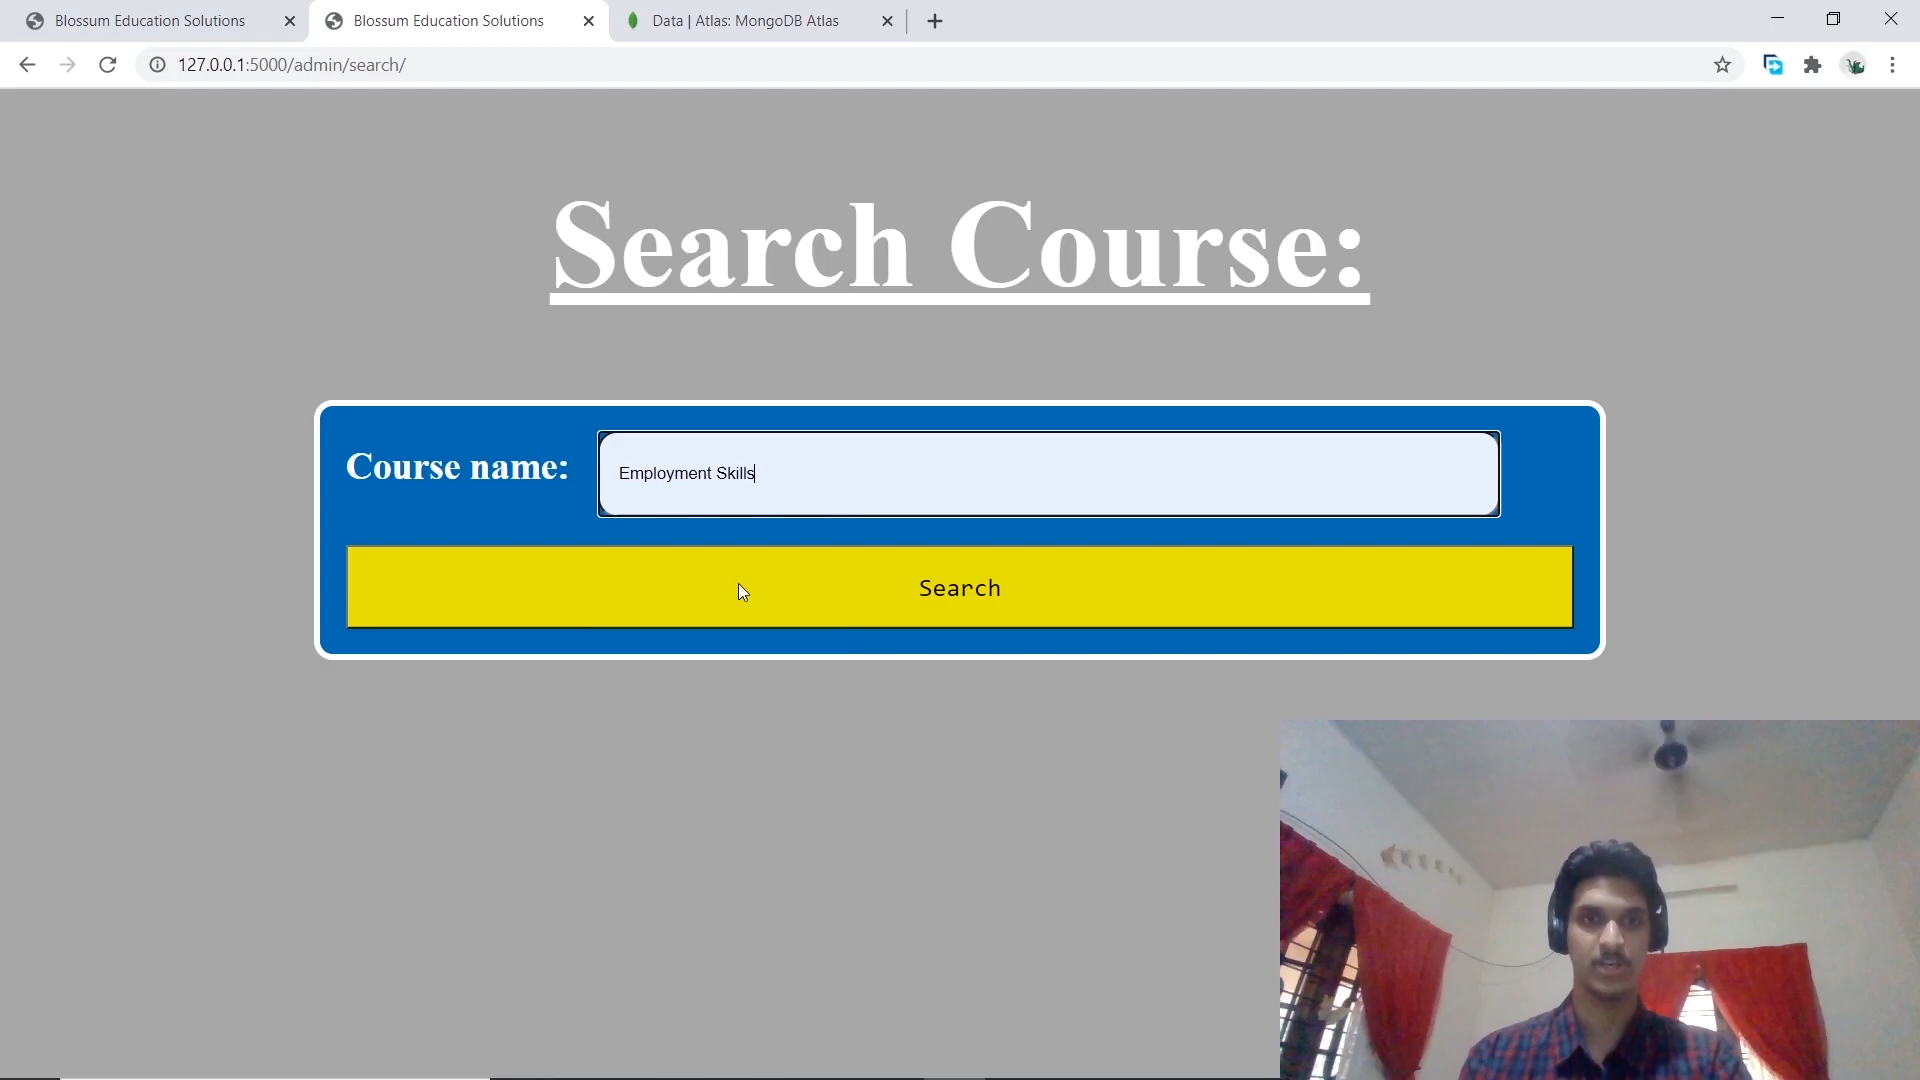 Blossum Education Solutions
Blossum Education Solutions
Data | Atlas: MongoDB Atlas
127.0.0.1:5000/admin/search/
Search Course:
Course name:
Employment Skills
Search